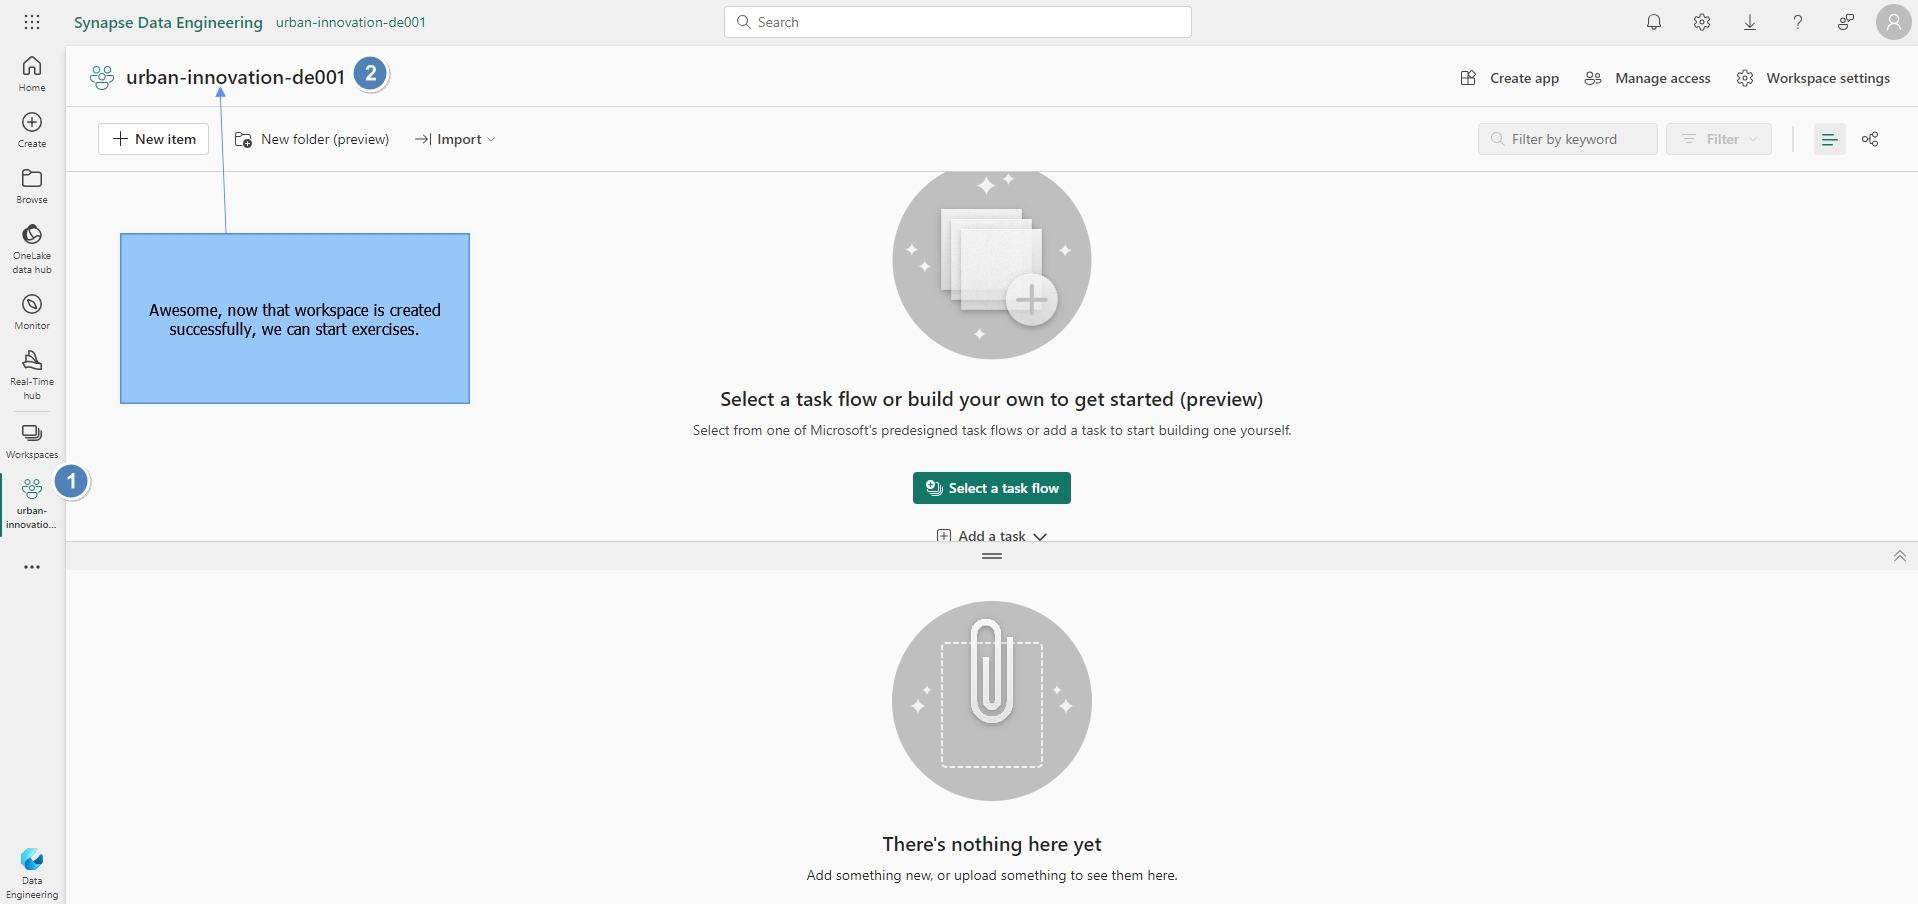 Synapse Data Engineering urban-innovation-de001
Search
Home
Create
Browse
OneLake
data hub
Monitor
Real-Time
hub
Workspaces
1
urban-
innovatio...
Data
Engineering
urban-innovation-de001 2
Create app Manage access Workspace settings
New item New folder (preview) Import
Filter by keyword Filter
Awesome, now that workspace is created
successfully, we can start exercises.
Select a task flow or build your own to get started (preview)
Select from one of Microsoft's predesigned task flows or add a task to start building one yourself.
Select a task flow
Add a task
There's nothing here yet
Add something new, or upload something to see them here.